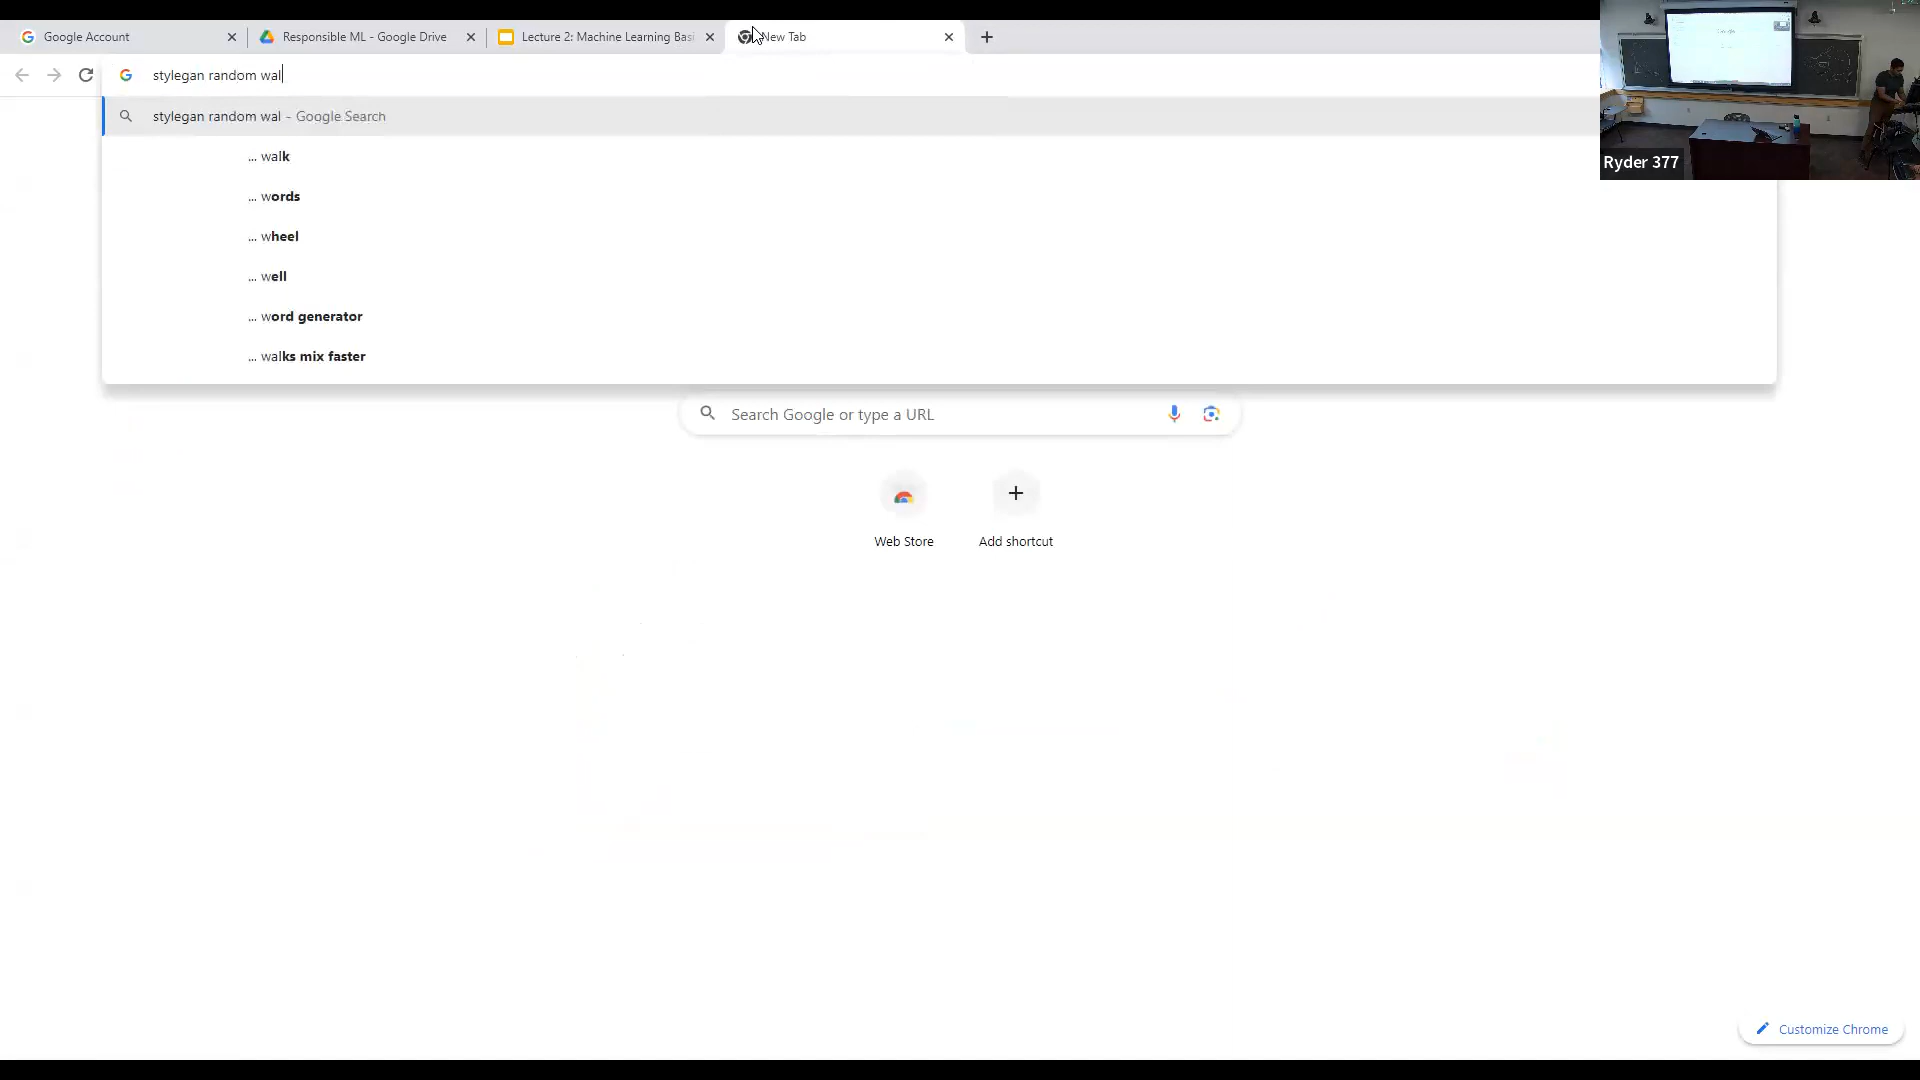 Google Account
Responsible ML - Google Drive
Lecture 2: Machine Learning Basi
New Tab
stylegan random wal
stylegan random wal - Google Search
... walk
... words
... wheel
... well
... word generator
... walks mix faster
Search Google or type a URL
Web Store
Add shortcut
Customize Chrome
Ryder 377